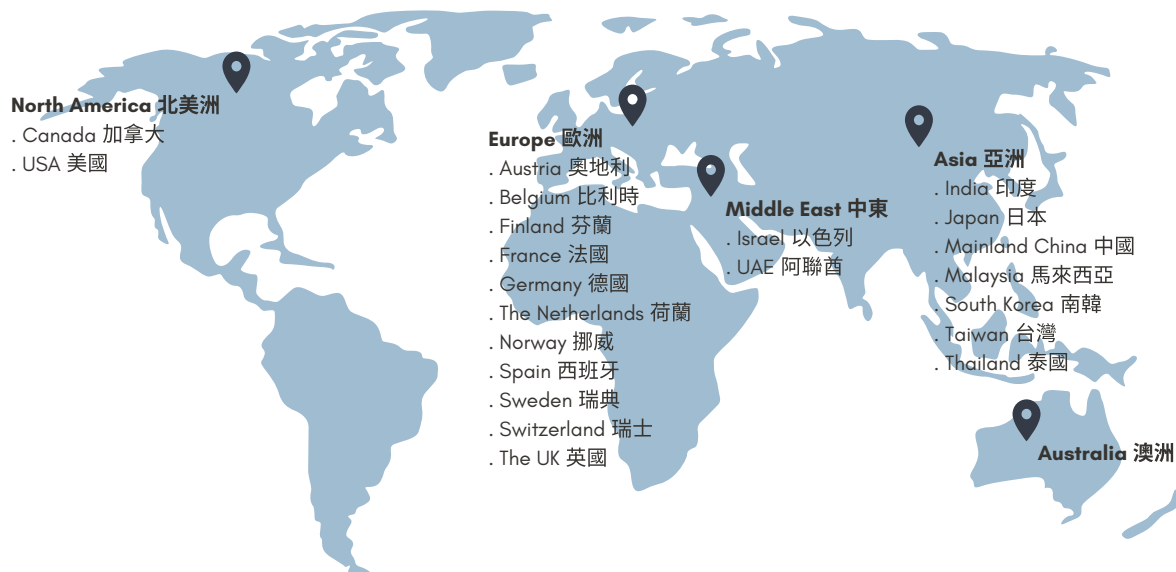 North America 北美洲
. Canada 加拿大
. USA 美國
Europe 歐洲
. Austria 奧地利
. Belgium 比利時
. Finland 芬蘭
. France 法國
. Germany 德國
. The Netherlands 荷蘭
. Norway 挪威
. Spain 西班牙
. Sweden 瑞典
. Switzerland 瑞士
. The UK 英國
Middle East 中東
. Israel 以色列
. UAE 阿聯酋
Asia 亞洲
. India 印度
. Japan 日本
. Mainland China 中國
. Malaysia 馬來西亞
. South Korea 南韓
. Taiwan 台灣
. Thailand 泰國
Australia 澳洲